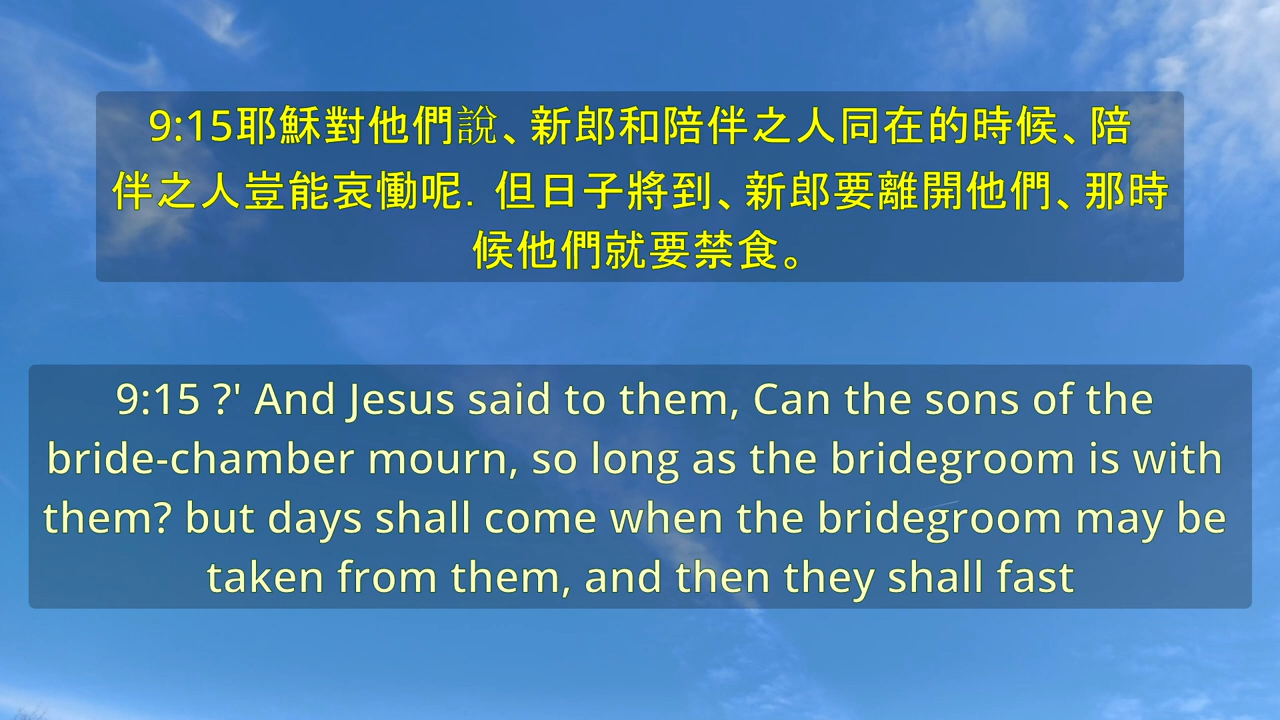 9:15耶穌對他們說、新郎和陪伴之人同在的時候、陪
伴之人豈能哀慟呢．但日子將到、新郎要離開他們、那時
候他們就要禁食。
9:15 ?' And Jesus said to them, Can the sons of the
bride-chamber mourn, so long as the bridegroom is with
them? but days shall come when the bridegroom may be
taken from them, and then they shall fast